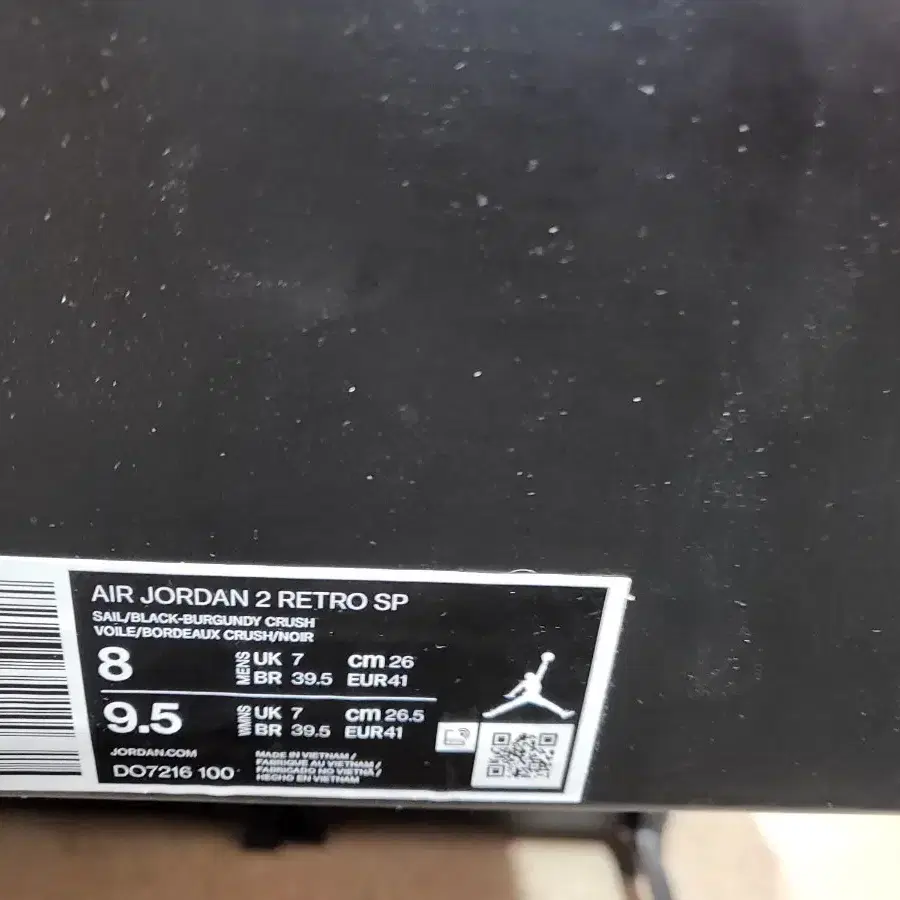 AIR JORDAN 2 RETRO SP
SAIL/BLACK-BURGUNDY CRUSH
VOILE/BORDEAUX CRUSH/NOIR
8 MENS UK 7 cm 26
BR 39.5 EUR41
9.5 WMNS UK 7 cm 26.5
BR 39.5 EUR41
JORDAN.COM
DO7216 100
MADE IN VIETNAM /
FABRIQUE AU VIETNAM /
FABRICADO NO VIETNÃ /
HECHO EN VIETNAM